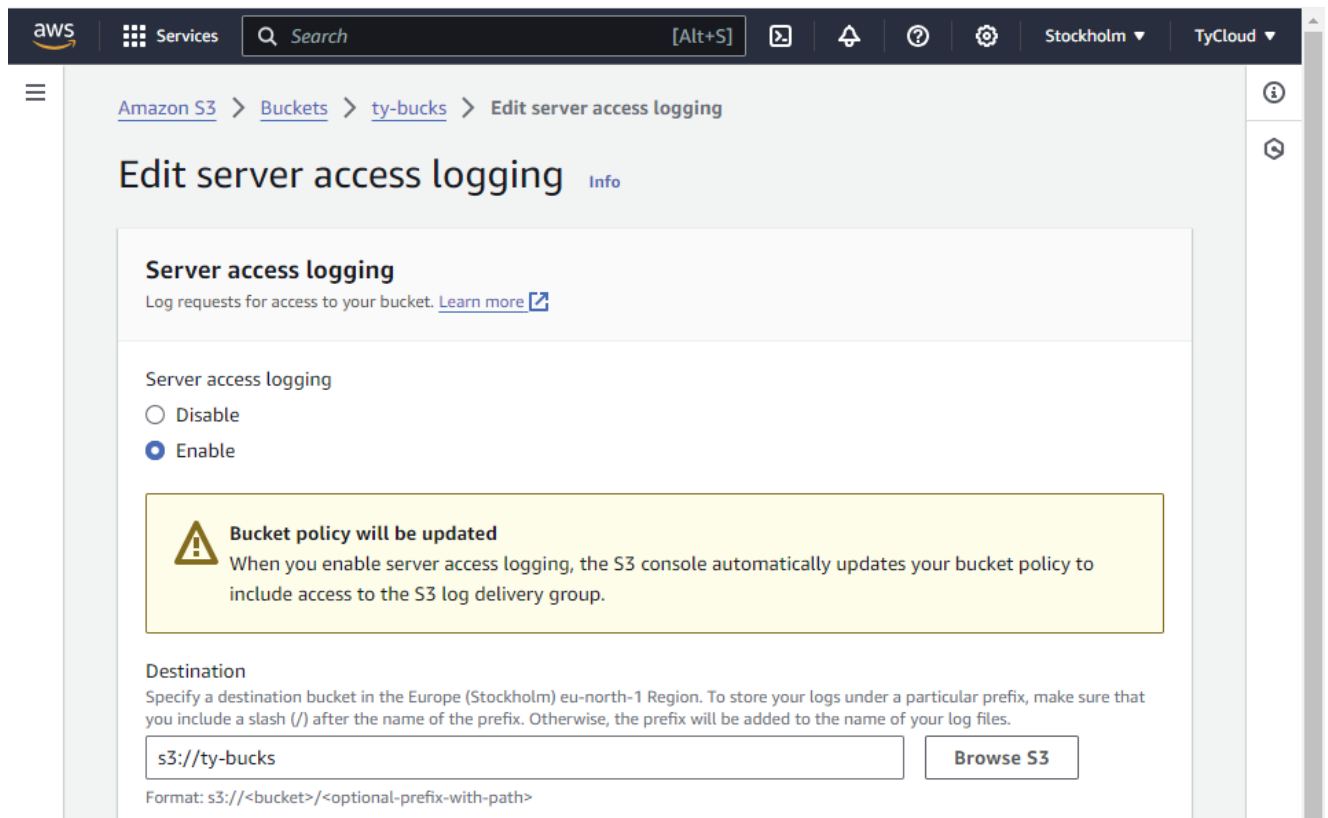 aws
Services
Search [Alt+S]
Stockholm ▼
TyCloud ▼
Amazon S3 > Buckets > ty-bucks > Edit server access logging
Edit server access logging Info
Server access logging
Log requests for access to your bucket. Learn more
Server access logging
Disable
Enable
Bucket policy will be updated
When you enable server access logging, the S3 console automatically updates your bucket policy to
include access to the S3 log delivery group.
Destination
Specify a destination bucket in the Europe (Stockholm) eu-north-1 Region. To store your logs under a particular prefix, make sure that
you include a slash (/) after the name of the prefix. Otherwise, the prefix will be added to the name of your log files.
s3://ty-bucks
Browse S3
Format: s3://<bucket>/<optional-prefix-with-path>